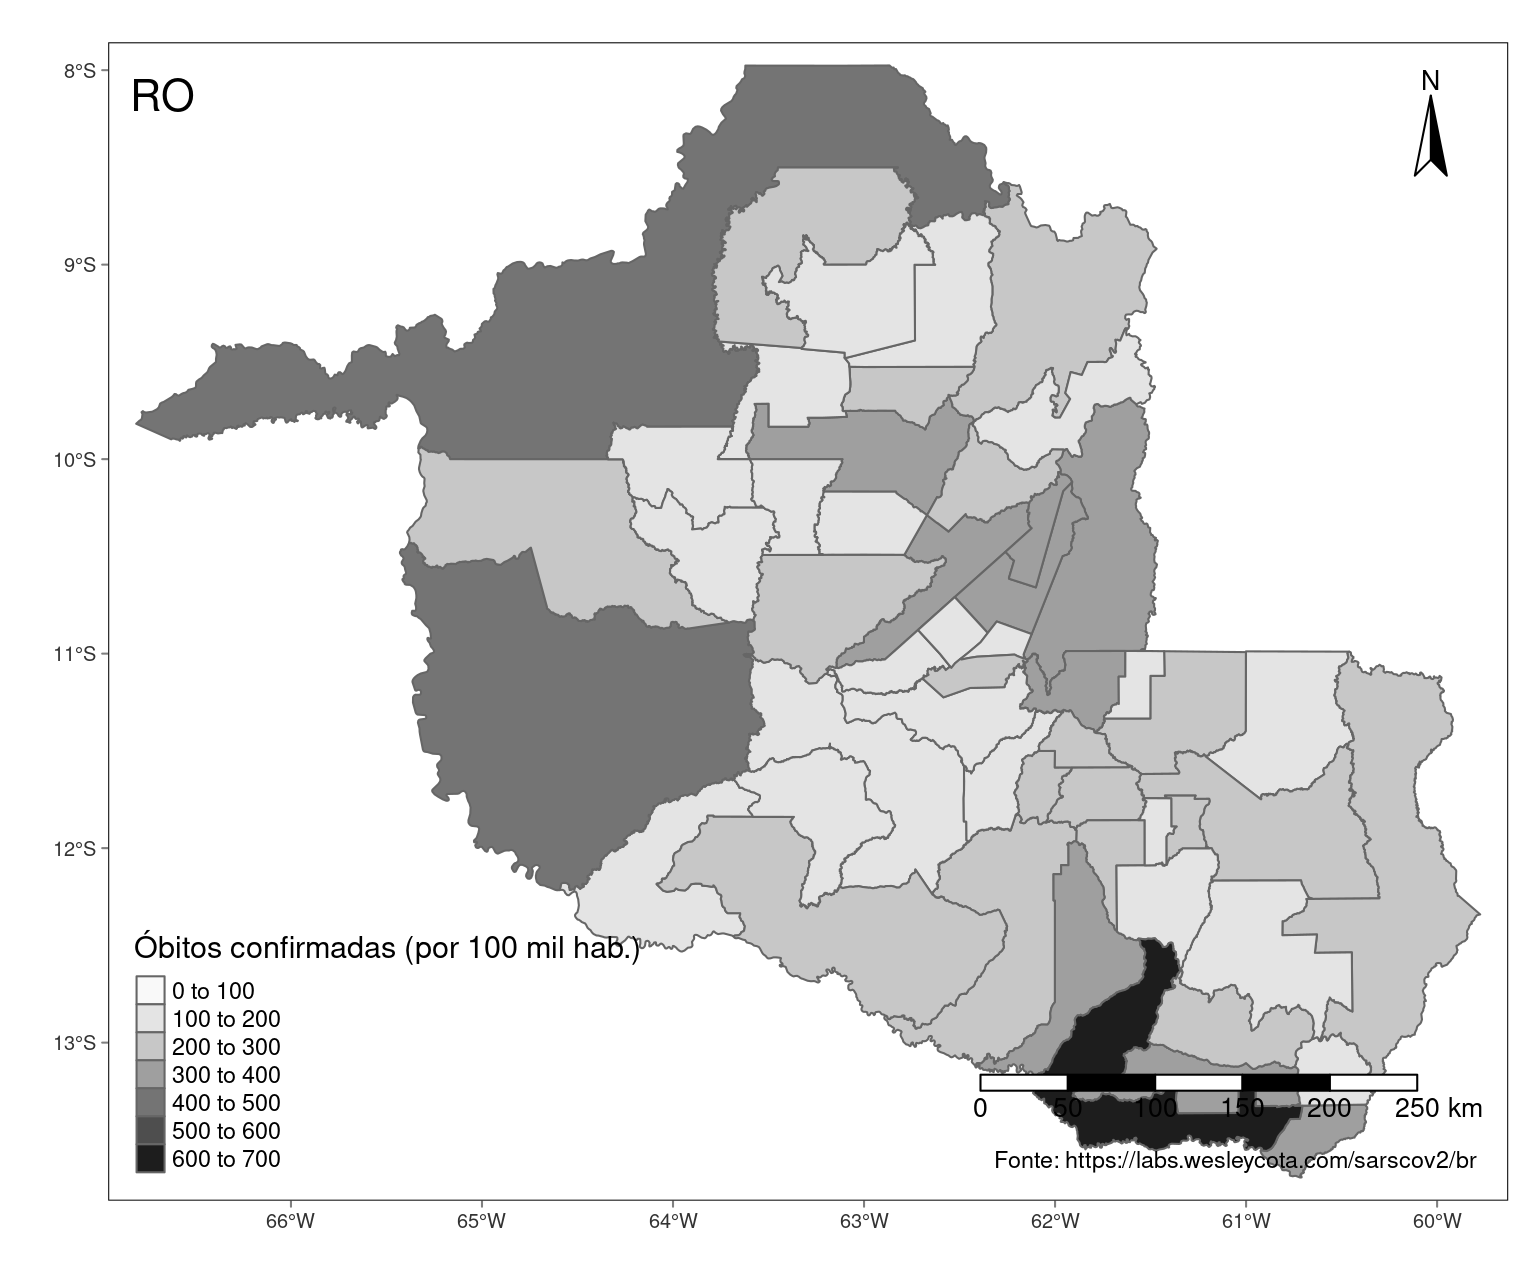 RO
N
8°S
9°S
10°S
11°S
12°S
13°S
Óbitos confirmadas (por 100 mil hab.)
0 to 100
100 to 200
200 to 300
300 to 400
400 to 500
500 to 600
600 to 700
0 50 100 150 200 250 km
Fonte: https://labs.wesleycota.com/sarscov2/br
66°W 65°W 64°W 63°W 62°W 61°W 60°W